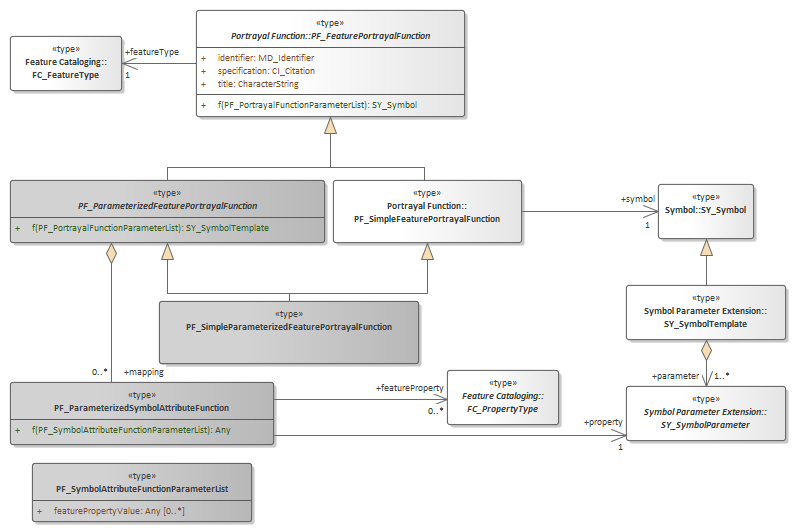 «type»
Portrayal Function::PF_FeaturePortrayalFunction
+ identifier: MD_Identifier
+ specification: CI_Citation
+ title: CharacterString
+ f(PF_PortrayalFunctionParameterList): SY_Symbol
«type»
Feature Cataloging::
FC_FeatureType
+featureType
1
«type»
PF_ParameterizedFeaturePortrayalFunction
+ f(PF_PortrayalFunctionParameterList): SY_SymbolTemplate
«type»
Portrayal Function::
PF_SimpleFeaturePortrayalFunction
+symbol
1
«type»
Symbol::SY_Symbol
«type»
PF_SimpleParameterizedFeaturePortrayalFunction
«type»
Symbol Parameter Extension::
SY_SymbolTemplate
0..*
+mapping
+parameter
1..*
«type»
PF_ParameterizedSymbolAttributeFunction
+ f(PF_SymbolAttributeFunctionParameterList): Any
+featureProperty
0..*
«type»
Feature Cataloging::
FC_PropertyType
+property
1
«type»
Symbol Parameter Extension::
SY_SymbolParameter
«type»
PF_SymbolAttributeFunctionParameterList
+ featurePropertyValue: Any [0..*]